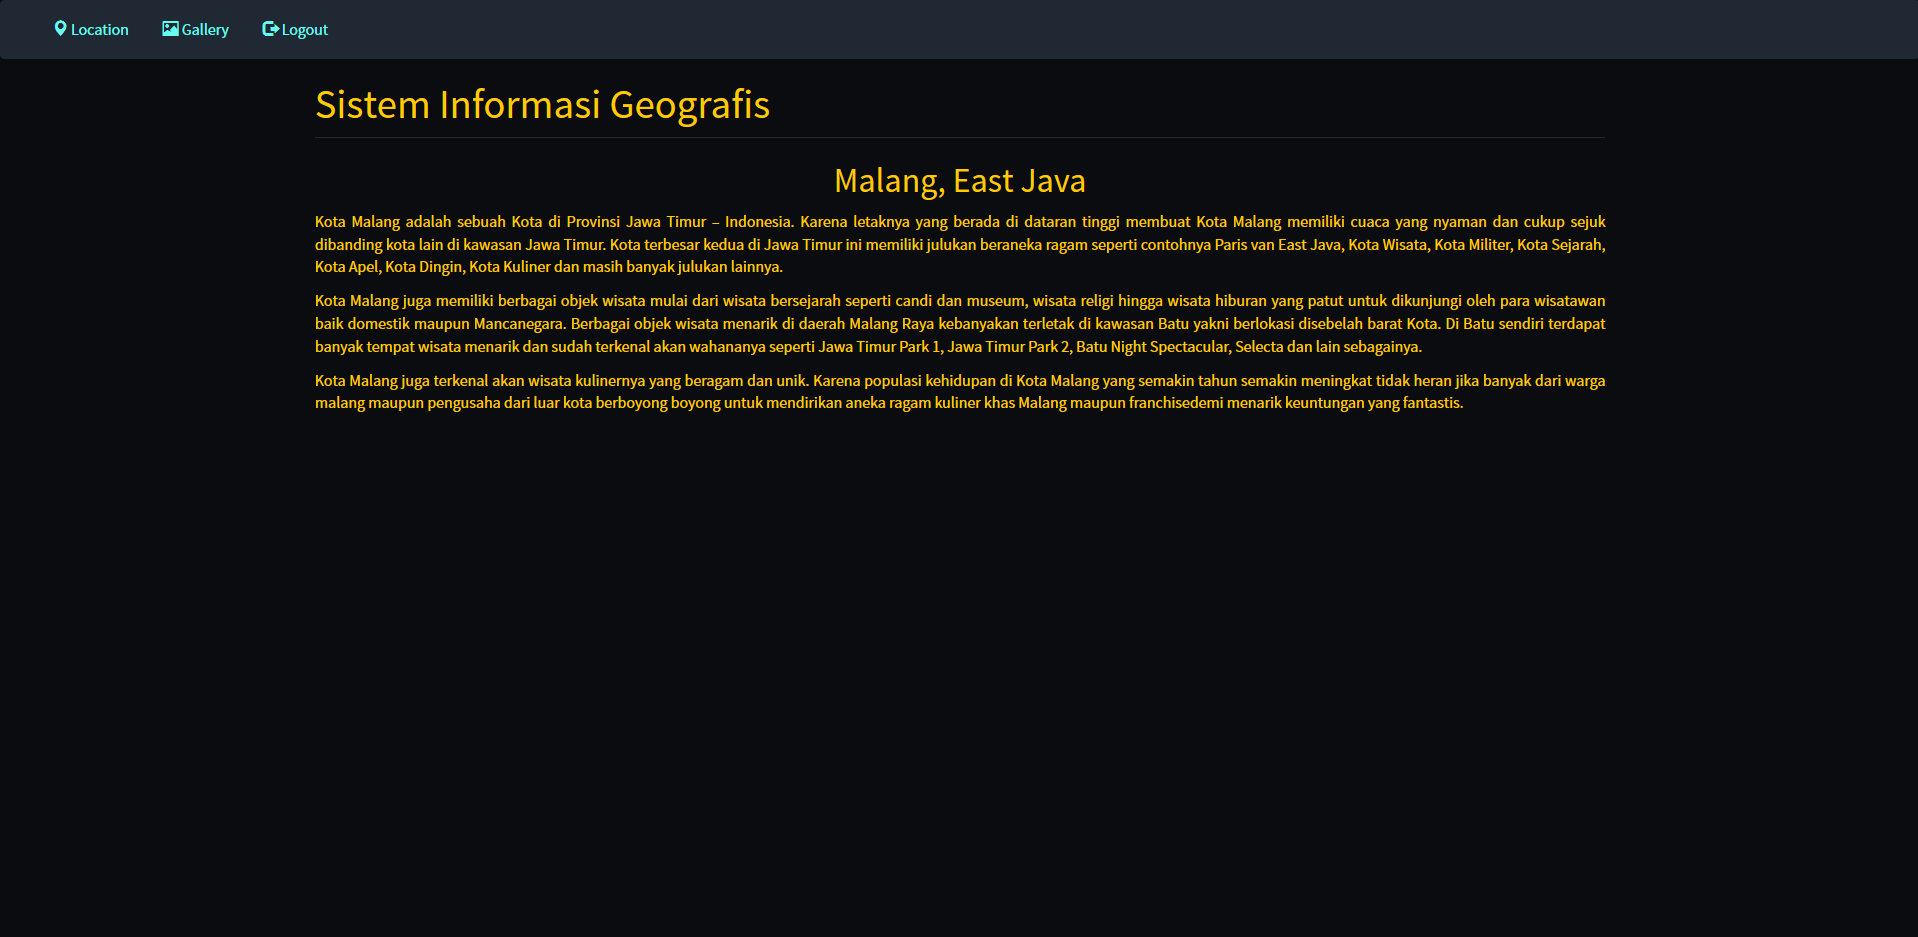 Location Gallery Logout
Sistem Informasi Geografis
Malang, East Java
Kota Malang adalah sebuah Kota di Provinsi Jawa Timur – Indonesia. Karena letaknya yang berada di dataran tinggi membuat Kota Malang memiliki cuaca yang nyaman dan cukup sejuk
dibanding kota lain di kawasan Jawa Timur. Kota terbesar kedua di Jawa Timur ini memiliki julukan beraneka ragam seperti contohnya Paris van East Java, Kota Wisata, Kota Militer, Kota Sejarah,
Kota Apel, Kota Dingin, Kota Kuliner dan masih banyak julukan lainnya.
Kota Malang juga memiliki berbagai objek wisata mulai dari wisata bersejarah seperti candi dan museum, wisata religi hingga wisata hiburan yang patut untuk dikunjungi oleh para wisatawan
baik domestik maupun Mancanegara. Berbagai objek wisata menarik di daerah Malang Raya kebanyakan terletak di kawasan Batu yakni berlokasi disebelah barat Kota. Di Batu sendiri terdapat
banyak tempat wisata menarik dan sudah terkenal akan wahananya seperti Jawa Timur Park 1, Jawa Timur Park 2, Batu Night Spectacular, Selecta dan lain sebagainya.
Kota Malang juga terkenal akan wisata kulinernya yang beragam dan unik. Karena populasi kehidupan di Kota Malang yang semakin tahun semakin meningkat tidak heran jika banyak dari warga
malang maupun pengusaha dari luar kota berboyong boyong untuk mendirikan aneka ragam kuliner khas Malang maupun franchisedemi menarik keuntungan yang fantastis.